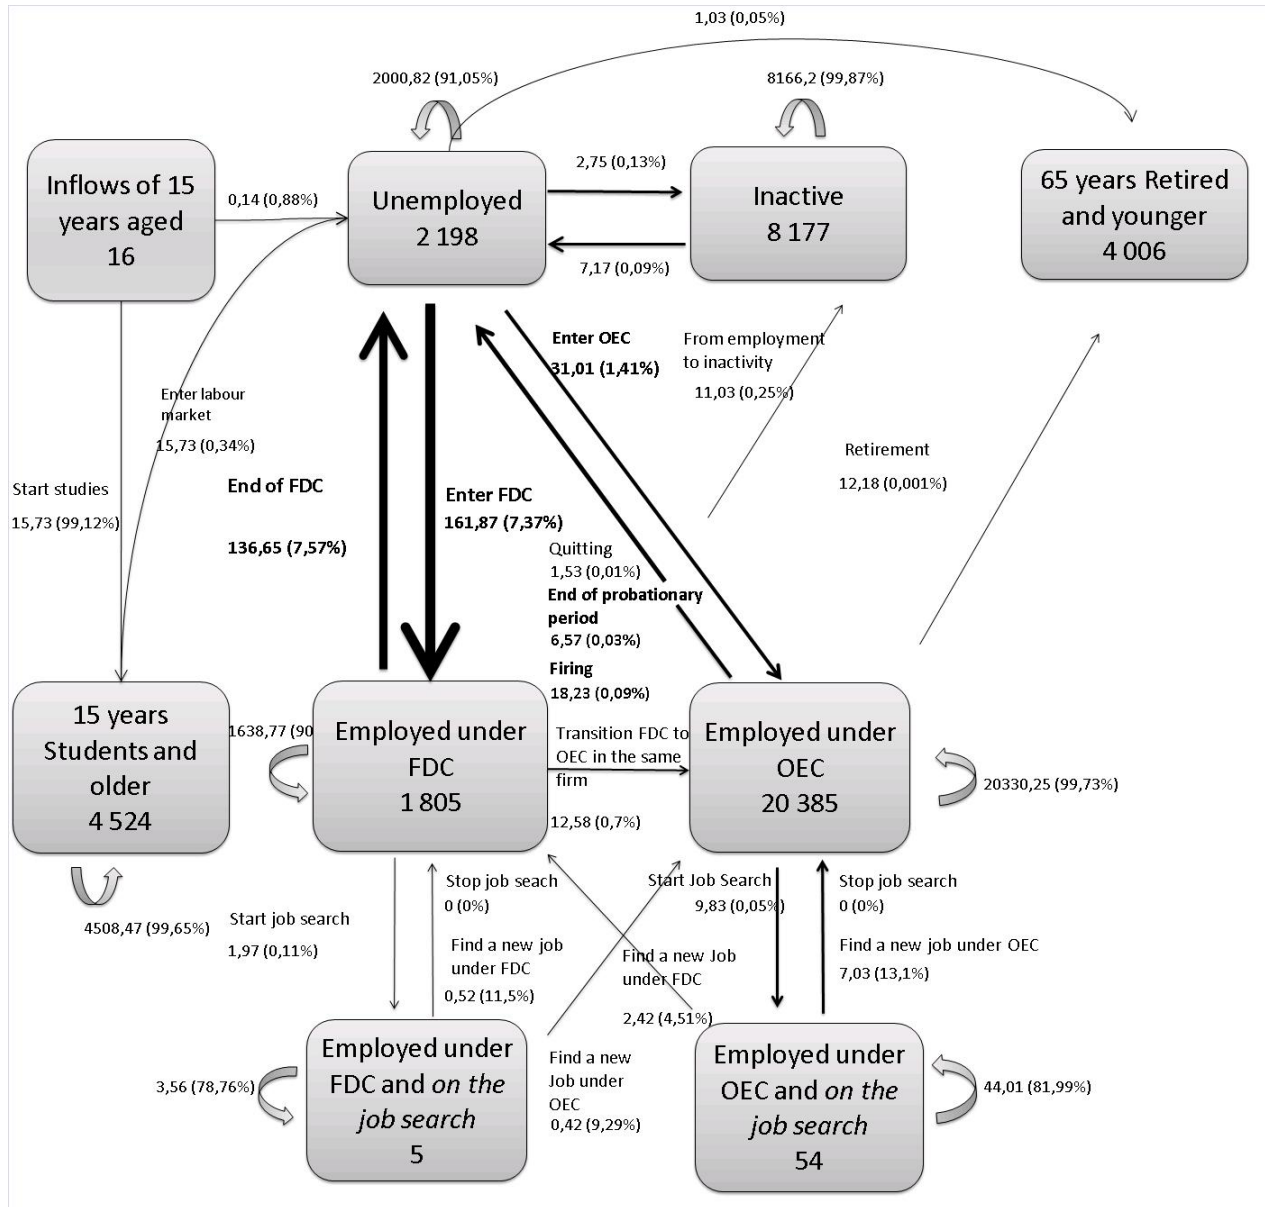 1,03 (0,05%)
2000,82 (91,05%)
8166,2 (99,87%)
Inflows of 15
years aged
16
0,14 (0,88%)
Unemployed
2 198
2,75 (0,13%)
7,17 (0,09%)
Inactive
8 177
65 years Retired
and younger
4 006
Enter OEC
31,01 (1,41%)
From employment
to inactivity
11,03 (0,25%)
Enter labour
market
15,73 (0,34%)
Retirement
12,18 (0,001%)
Start studies
15,73 (99,12%)
End of FDC
136,65 (7,57%)
Enter FDC
161,87 (7,37%)
Quitting
1,53 (0,01%)
End of probationary
period
6,57 (0,03%)
Firing
18,23 (0,09%)
15 years
Students and
older
4 524
1638,77 (90
Employed under
FDC
1 805
Transition FDC to
OEC in the same
firm
12,58 (0,7%)
Employed under
OEC
20 385
20330,25 (99,73%)
4508,47 (99,65%)
Start job search
1,97 (0,11%)
Stop job seach
0 (0%)
Find a new job
under FDC
0,52 (11,5%)
Start Job Search
9,83 (0,05%)
Find a new Job
under FDC
2,42 (4,51%)
Stop job search
0 (0%)
Find a new job under OEC
7,03 (13,1%)
3,56 (78,76%)
Employed under
FDC and on the
job search
5
Find a new
Job under
OEC
0,42 (9,29%)
Employed under
OEC and on the
job search
54
44,01 (81,99%)